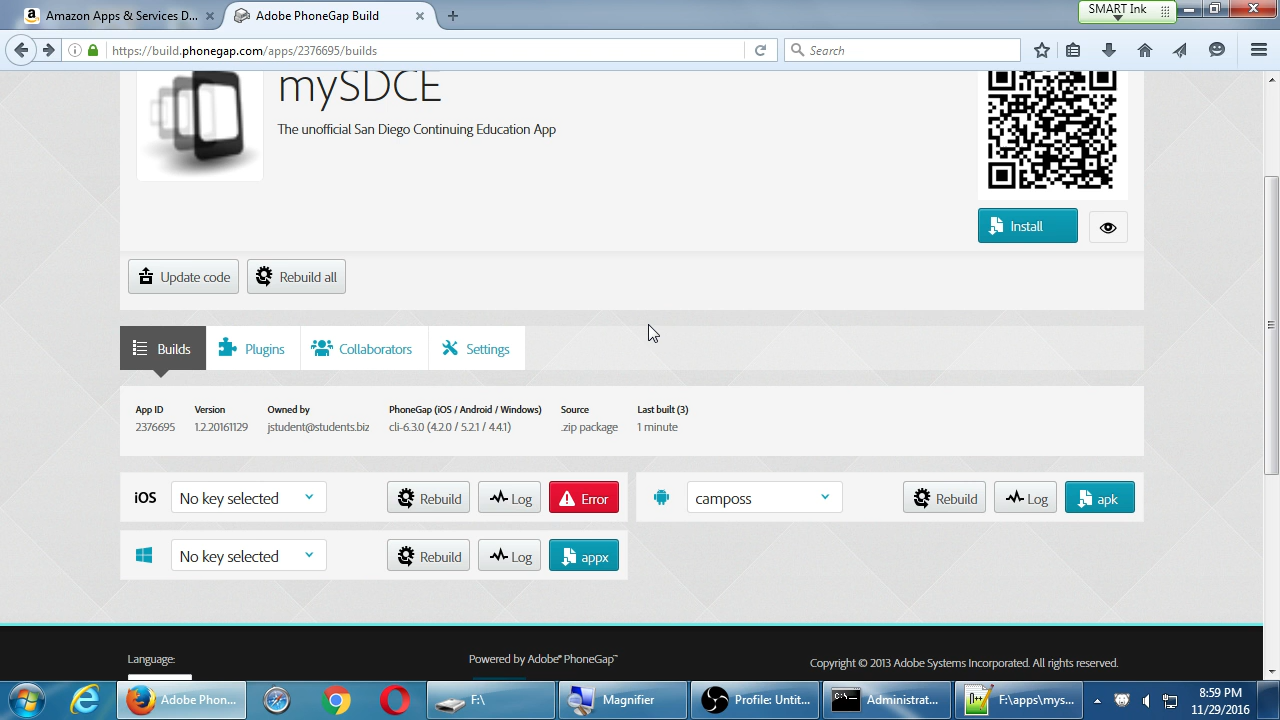 SMART Ink
Amazon Apps & Services D...
Adobe PhoneGap Build
https://build.phonegap.com/apps/2376695/builds
Search
mySDCE
The unofficial San Diego Continuing Education App
Install
Update code
Rebuild all
Builds
Plugins
Collaborators
Settings
App ID
Version
Owned by
PhoneGap (iOS / Android / Windows)
Source
Last built (3)
2376695
1.2.20161129
jstudent@students.biz
cli-6.3.0 (4.2.0 / 5.2.1 / 4.4.1)
.zip package
1 minute
iOS
No key selected
Rebuild
Log
Error
camposs
Rebuild
Log
apk
No key selected
Rebuild
Log
appx
Language:
Powered by Adobe® PhoneGap™
Copyright © 2013 Adobe Systems Incorporated. All rights reserved.
Adobe Phon...
F:\
Magnifier
Profile: Untit...
Administrat...
F:\apps\mys...
8:59 PM
11/29/2016